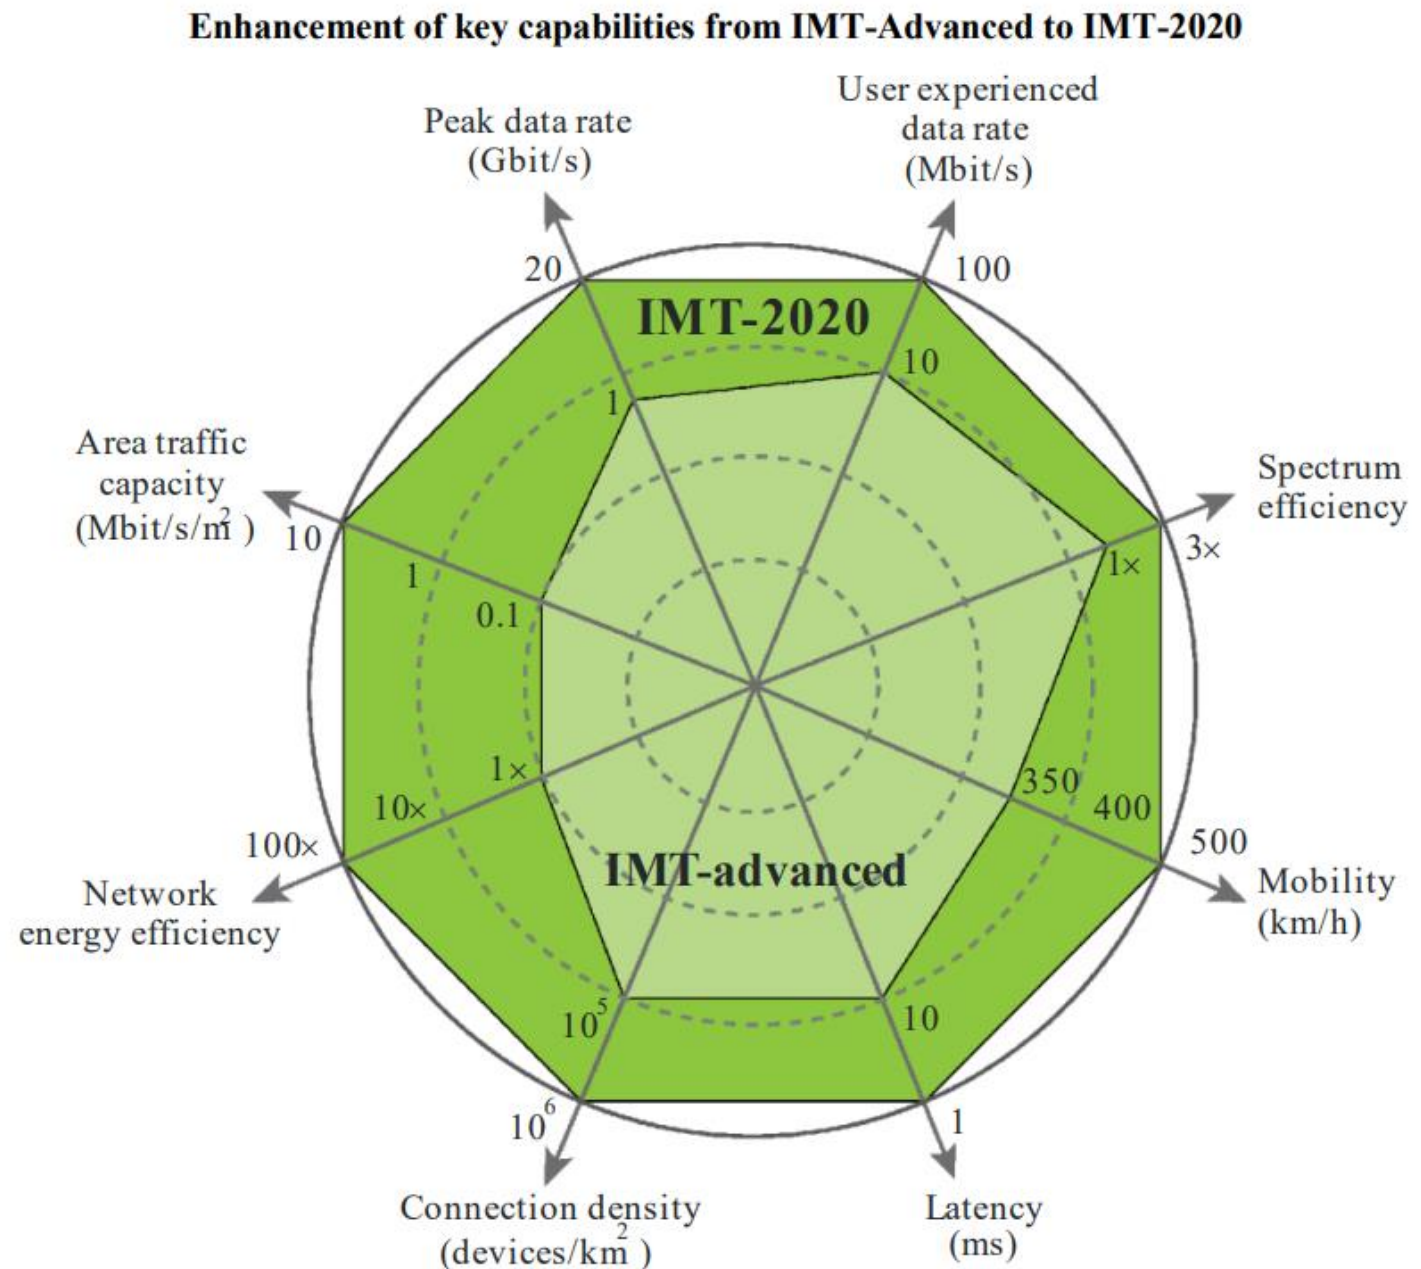 Enhancement of key capabilities from IMT-Advanced to IMT-2020
Peak data rate
(Gbit/s)
User experienced
data rate
(Mbit/s)
20
100
IMT-2020
10
1
Area traffic
capacity
(Mbit/s/m²)
10
1
0.1
Spectrum
efficiency
3×
1×
1×
10×
100×
Network
energy efficiency
350
400
500
Mobility
(km/h)
IMT-advanced
10⁵
10
10⁶
1
Connection density
(devices/km²)
Latency
(ms)